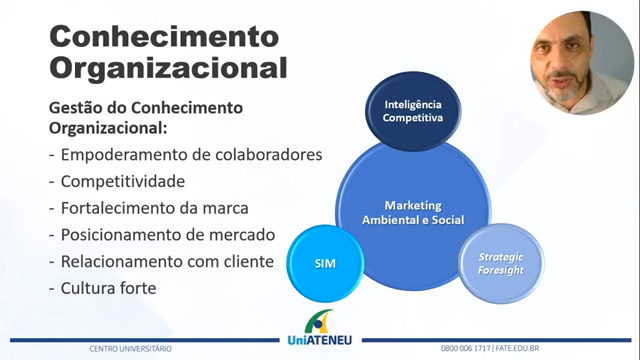 Conhecimento
Organizacional
Gestão do Conhecimento
Organizacional:
- Empoderamento de colaboradores
- Competitividade
- Fortalecimento da marca
- Posicionamento de mercado
- Relacionamento com cliente
- Cultura forte
Inteligência
Competitiva
Marketing
Ambiental e Social
SIM
Strategic
Foresight
CENTRO UNIVERSITÁRIO
UniATENEU
0800 006 1717 | FATE.EDU.BR